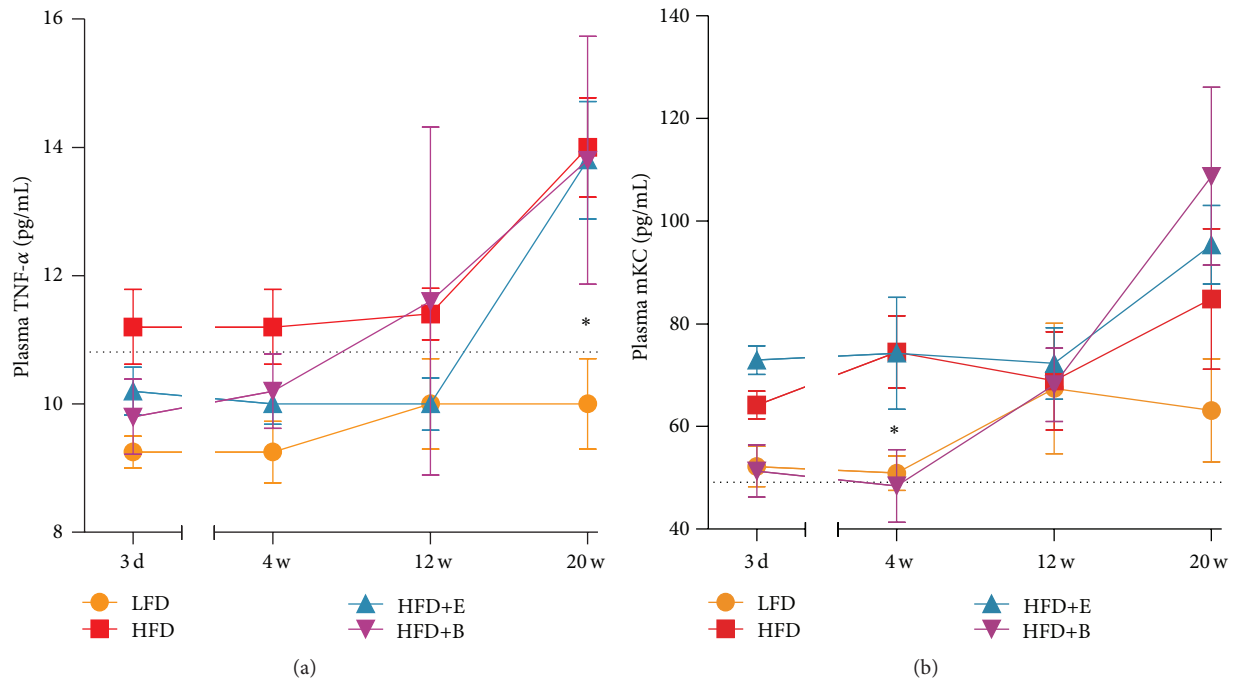 16
14
12
10
8
Plasma TNF-α (pg/mL)
*
3 d
4 w
12 w
20 w
LFD
HFD
HFD+E
HFD+B
(a)
140
120
100
80
60
40
Plasma mKC (pg/mL)
*
3 d
4 w
12 w
20 w
LFD
HFD
HFD+E
HFD+B
(b)